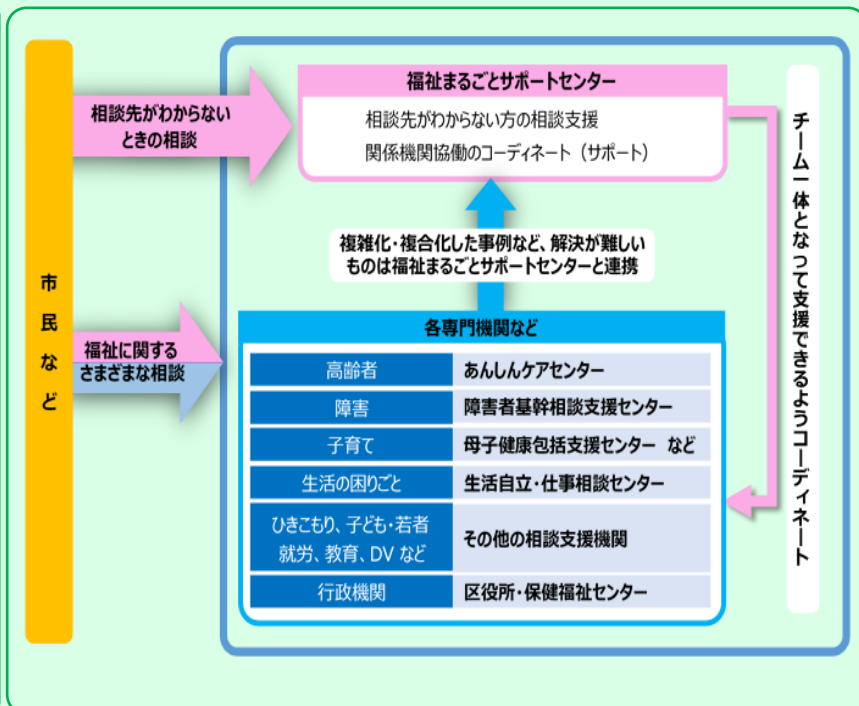 市民など
相談先がわからない
ときの相談
福祉に関する
さまざまな相談
福祉まるごとサポートセンター
相談先がわからない方の相談支援
関係機関協働のコーディネート（サポート）
複雑化・複合化した事例など、解決が難しい
ものは福祉まるごとサポートセンターと連携
各専門機関など
高齢者 あんしんケアセンター
障害 障害者基幹相談支援センター
子育て 母子健康包括支援センター など
生活の困りごと 生活自立・仕事相談センター
ひきこもり、子ども・若者
就労、教育、DV など
その他の相談支援機関
行政機関 区役所・保健福祉センター
チーム一体となって支援できるようコーディネート